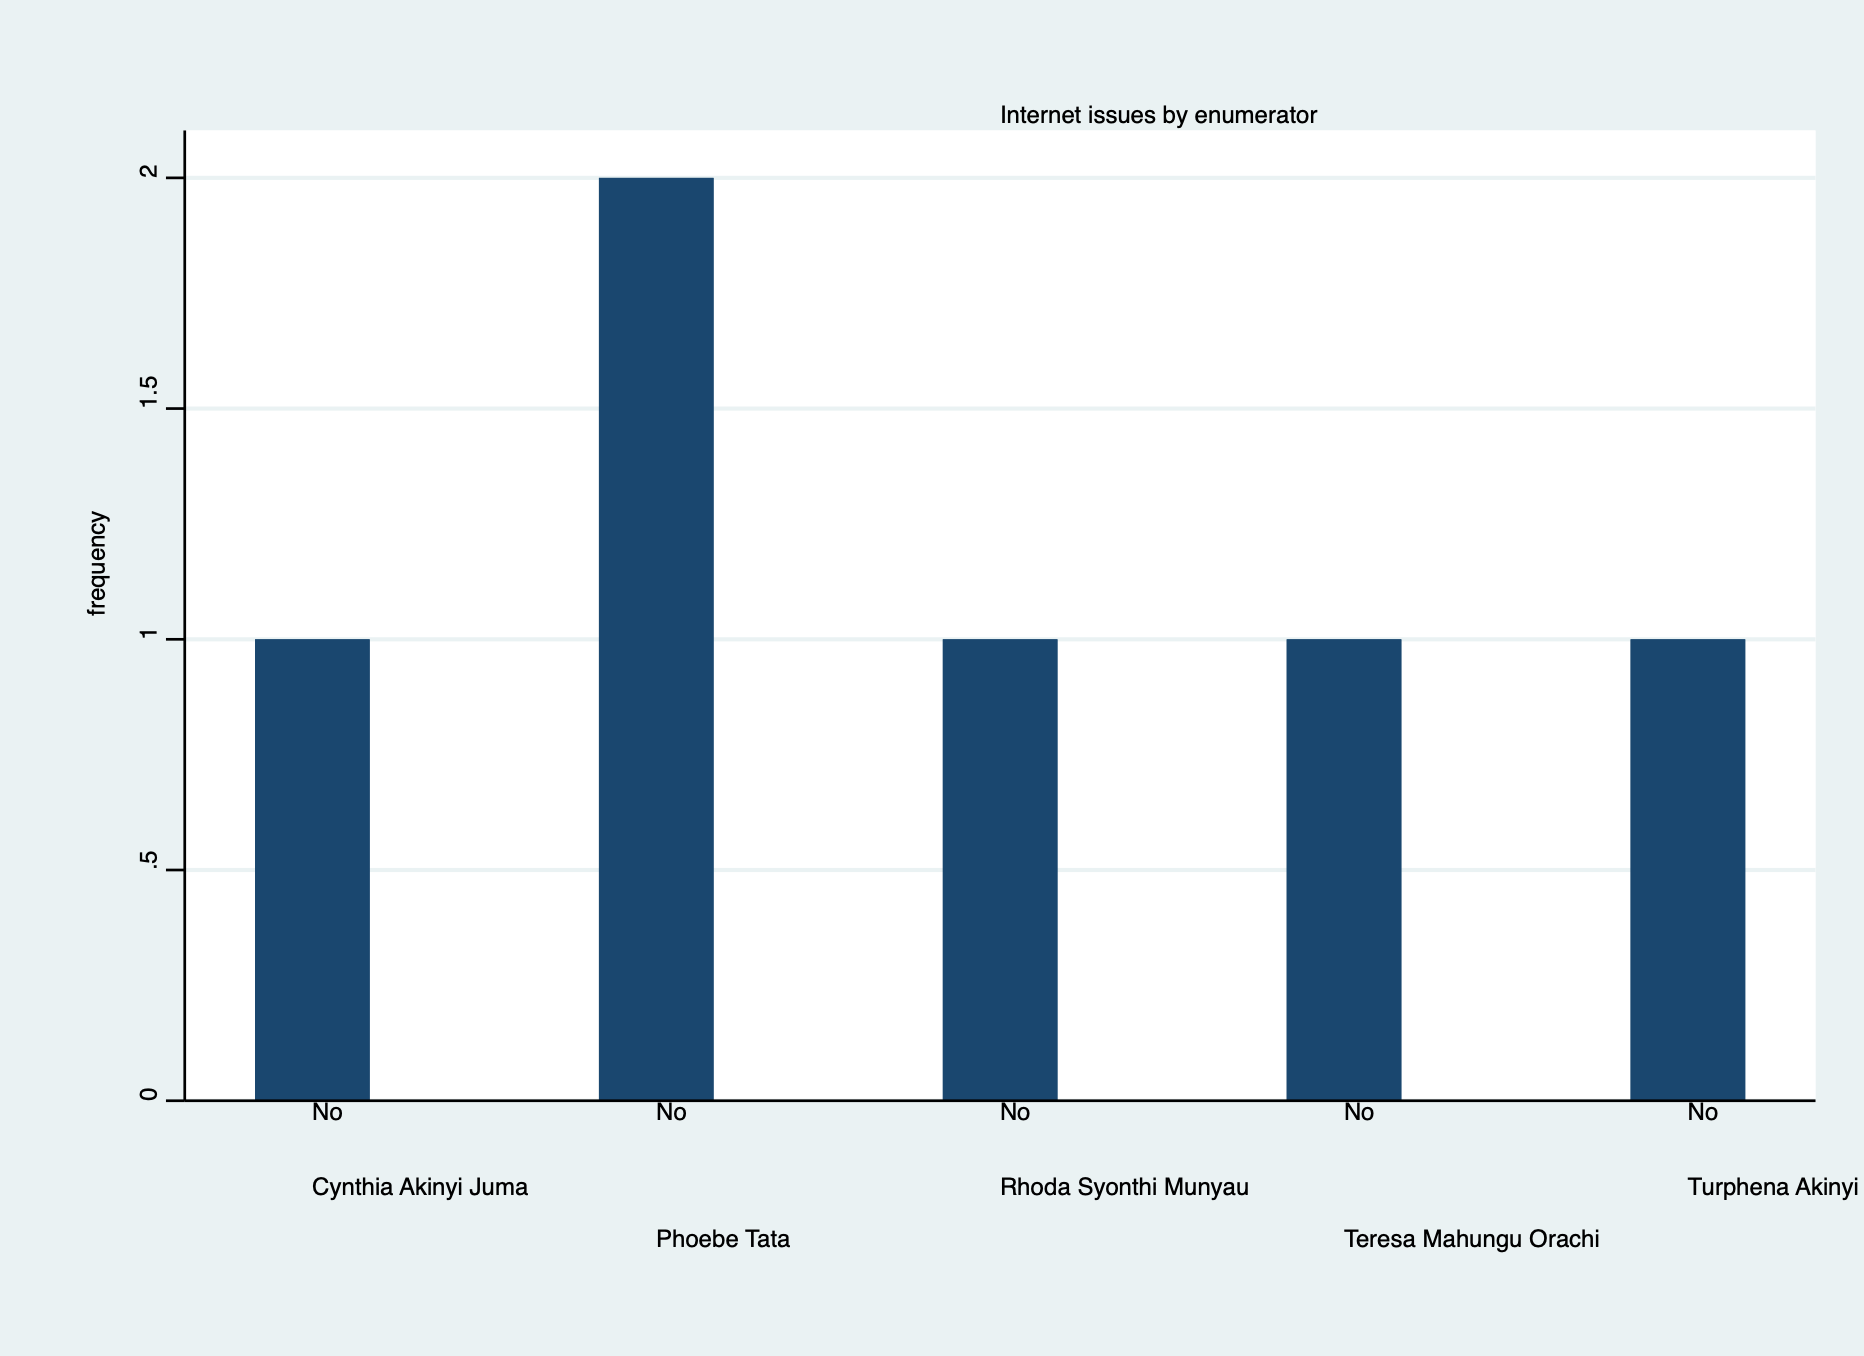 Internet issues by enumerator
2
1.5
1
.5
0
frequency
No No No No No
Cynthia Akinyi Juma Rhoda Syonthi Munyau Turphena Akinyi
Phoebe Tata Teresa Mahungu Orachi